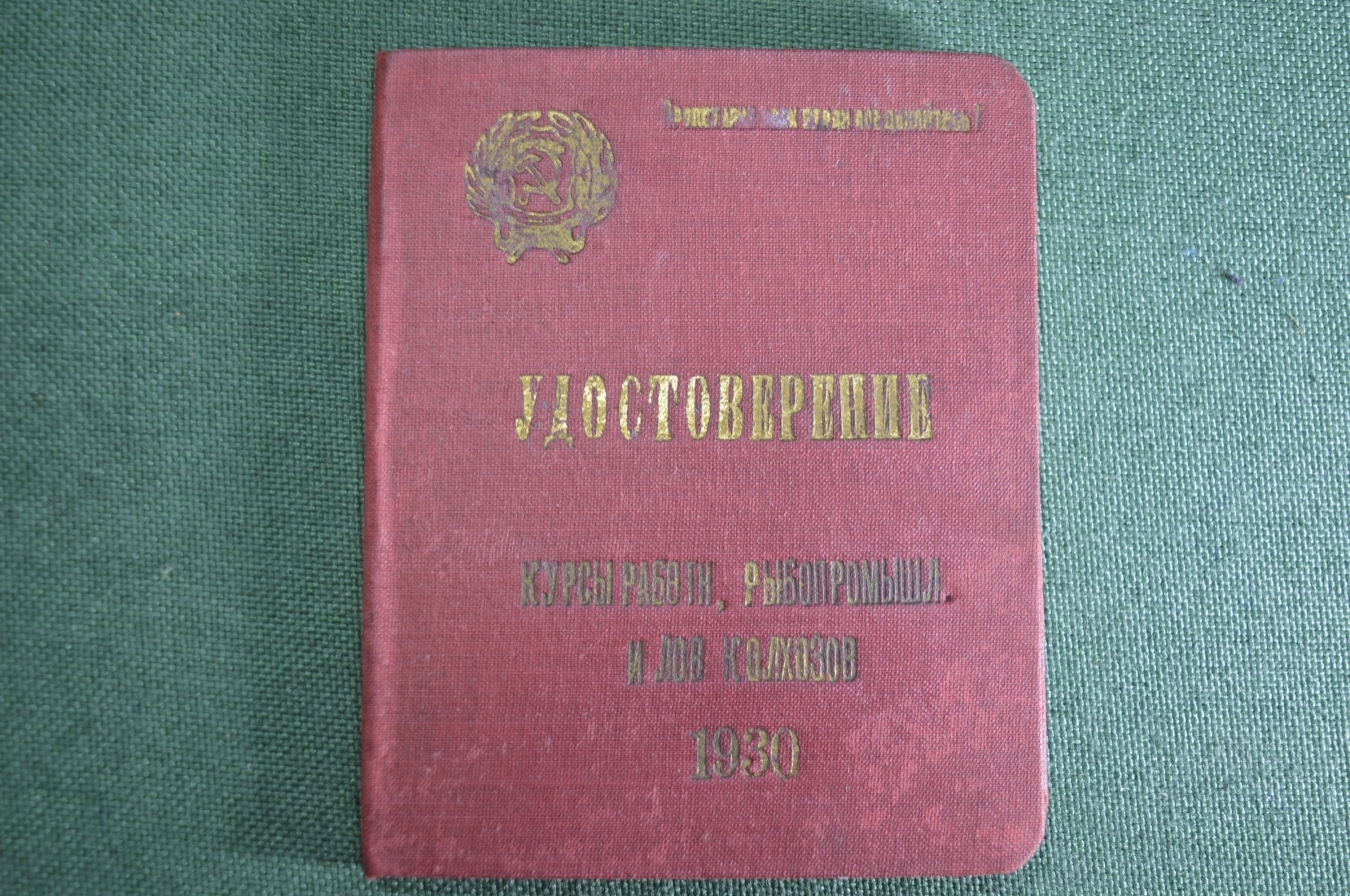 Пролетарии всех стран, соединяйтесь!
УДОСТОВЕРЕНИЕ
КУРСЫ РАБОТН, РЫБОПРОМЫШЛ.
И ЛОВ КОЛХОЗОВ
1930